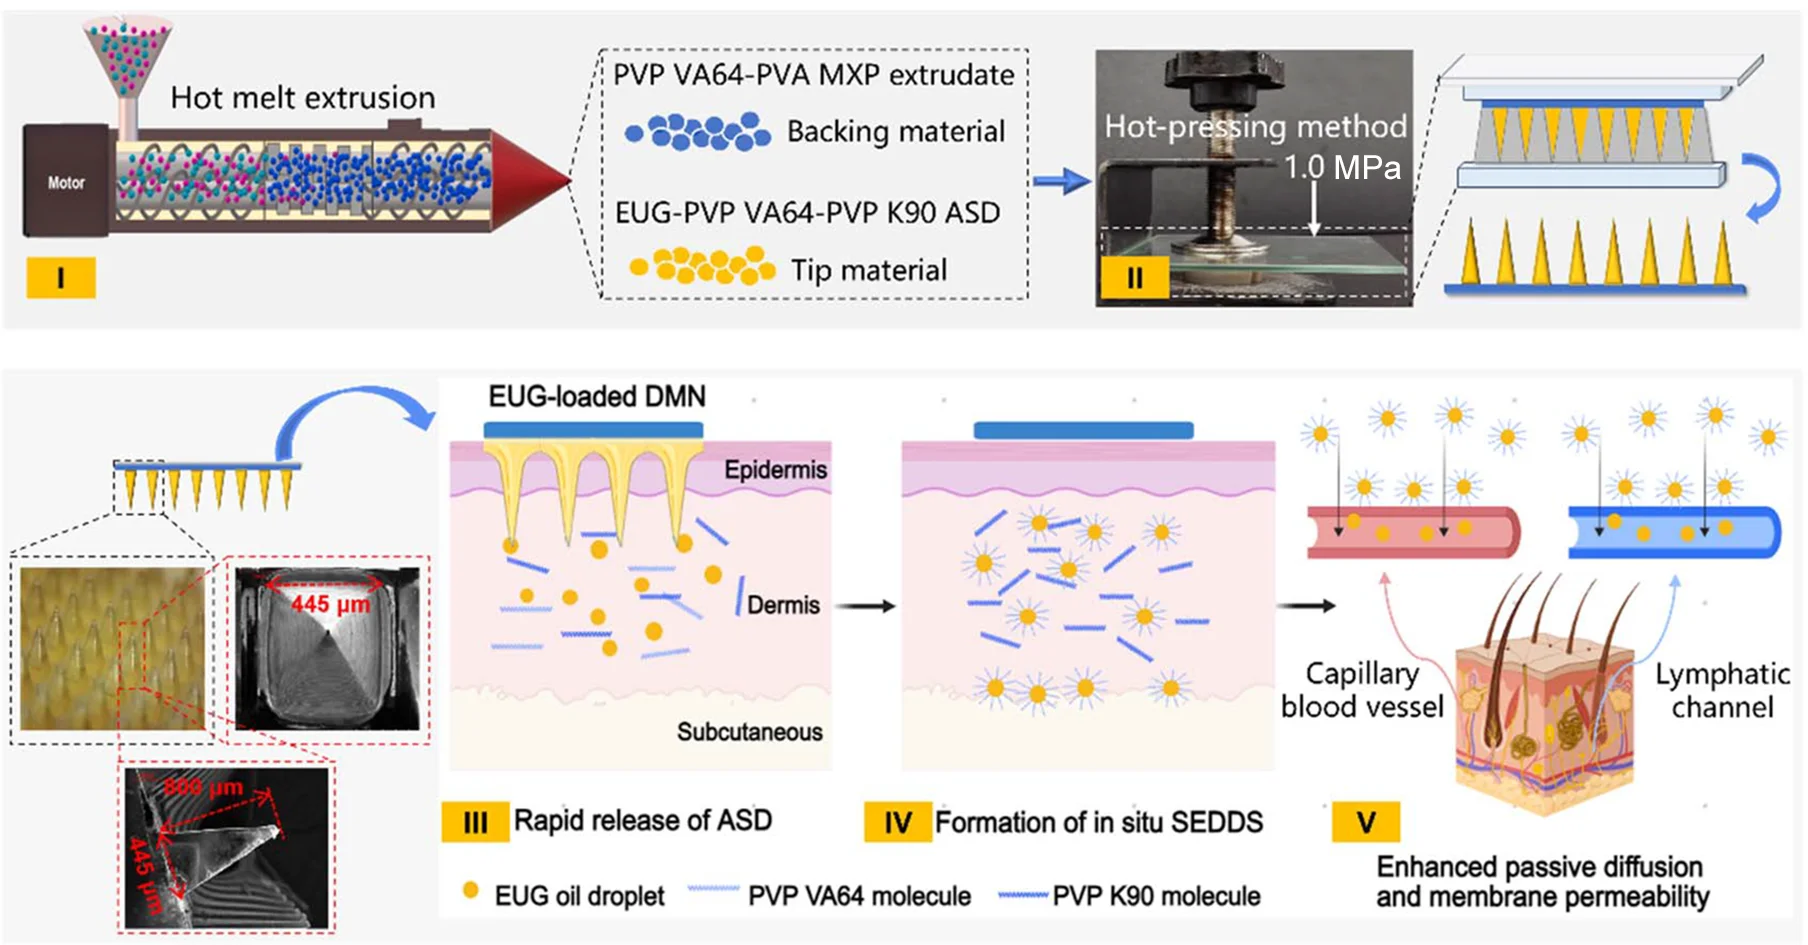 Hot melt extrusion
Motor
I
PVP VA64-PVA MXP extrudate
Backing material
EUG-PVP VA64-PVP K90 ASD
Tip material
Hot-pressing method
1.0 MPa
II
445 μm
800 μm
445 μm
EUG-loaded DMN
Epidermis
Dermis
Subcutaneous
III Rapid release of ASD
IV Formation of in situ SEDDS
EUG oil droplet
PVP VA64 molecule
PVP K90 molecule
Capillary
blood vessel
Lymphatic
channel
V
Enhanced passive diffusion
and membrane permeability